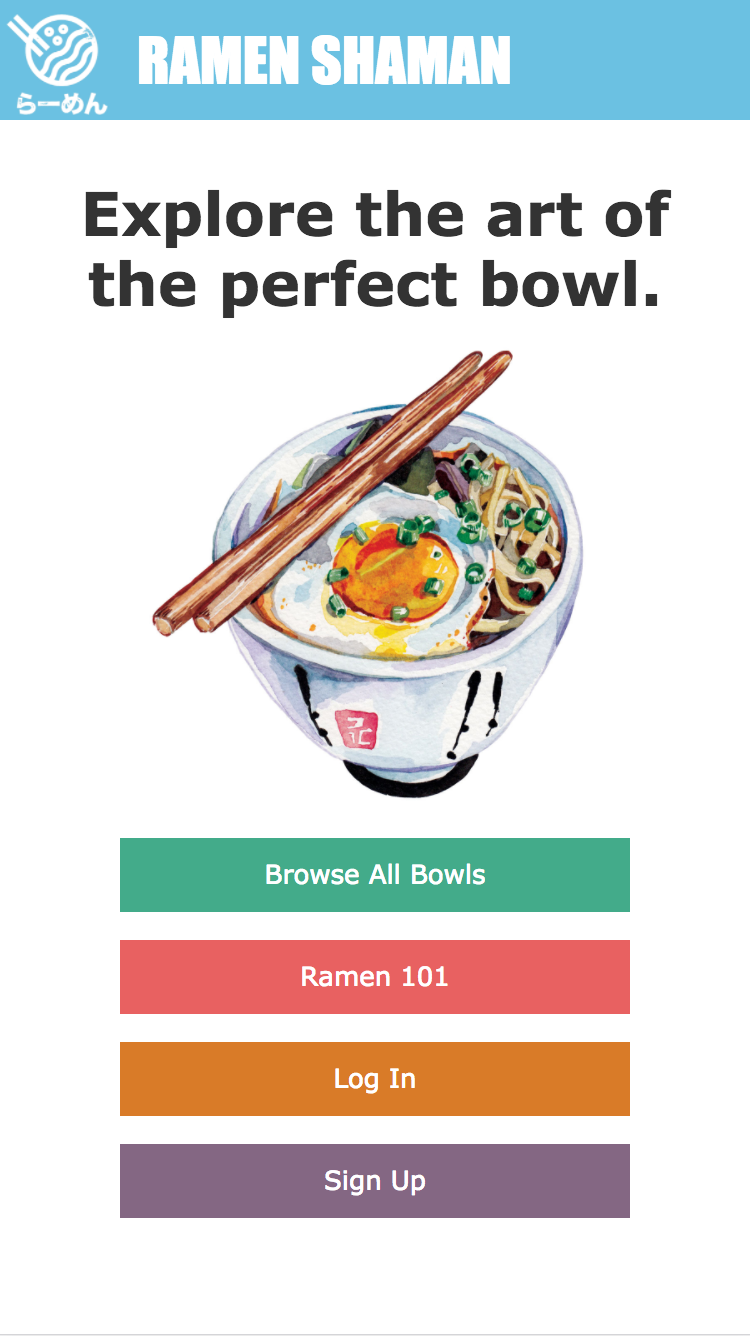 RAMEN SHAMAN
らーめん
Explore the art of
the perfect bowl.
Browse All Bowls
Ramen 101
Log In
Sign Up